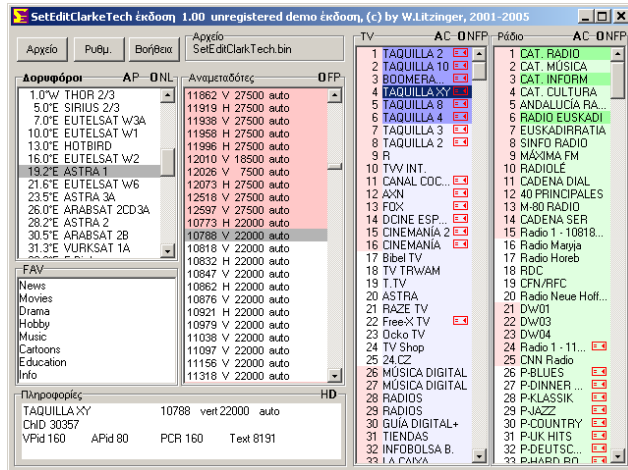 SetEditClarkeTech έκδοση 1.00 unregistered demo έκδοση, (c) by W.Litzinger, 2001-2005
Αρχείο
Ρυθμ.
Βοήθεια
Αρχείο
SetEditClarkTech.bin
Δορυφόροι AP-ONL
1.0°W THOR 2/3
5.0°E SIRIUS 2/3
7.0°E EUTELSAT W3A
10.0°E EUTELSAT W1
13.0°E HOTBIRD
16.0°E EUTELSAT W2
19.2°E ASTRA 1
21.6°E EUTELSAT W6
23.5°E ASTRA 3A
26.0°E ARABSAT 2CD3A
28.2°E ASTRA 2
30.5°E ARABSAT 2B
31.3°E VURKSAT 1A
FAV
News
Movies
Drama
Hobby
Music
Cartoons
Education
Info
Αναμεταδότες OFP
11862 V 27500 auto
11919 H 27500 auto
11938 V 27500 auto
11958 H 27500 auto
11996 H 27500 auto
12010 V 18500 auto
12026 V 7500 auto
12073 H 27500 auto
12518 V 27500 auto
12597 V 27500 auto
10773 H 22000 auto
10788 V 22000 auto
10818 V 22000 auto
10832 H 22000 auto
10847 V 22000 auto
10862 H 22000 auto
10876 V 22000 auto
10921 H 22000 auto
10979 V 22000 auto
11038 V 22000 auto
11097 V 22000 auto
11156 V 22000 auto
11318 V 22000 auto
Πληροφορίες HD-
TAQUILLA XY 10788 vert 22000 auto
ChID 30357
VPid 160 APid 80 PCR 160 Text 8191
TV AC-ONFP
1 TAQUILLA 2
2 TAQUILLA 10
3 BOOMERA...
4 TAQUILLA XY
5 TAQUILLA 8
6 TAQUILLA 4
7 TAQUILLA 3
8 TAQUILLA 2
9 R
10 TVV INT.
11 CANAL COC...
12 AXN
13 FOX
14 DCINE ESP...
15 CINEMANÍA 2
16 CINEMANÍA
17 Bibel TV
18 TV TRWAM
19 T.TV
20 ASTRA
21 RAZE TV
22 Free-X TV
23 Ocko TV
24 TV Shop
25 24.CZ
26 MÚSICA DIGITAL
27 MÚSICA DIGITAL
28 RADIOS
29 RADIOS
30 GUÍA DIGITAL+
31 TIENDAS
32 INFOBOLSA B.
33 LA CAIXA
Ράδιο AC-ONFP
1 CAT. RADIO
2 CAT. MÚSICA
3 CAT. INFORM
4 CAT. CULTURA
5 ANDALUCÍA RA...
6 RADIO EUSKADI
7 EUSKADIRRATIA
8 SINFO RADIO
9 MÁXIMA FM
10 RADIOLÉ
11 CADENA DIAL
12 40 PRINCIPALES
13 M-80 RADIO
14 CADENA SER
15 Radio 1 - 10818...
16 Radio Maryja
17 Radio Horeb
18 RDC
19 CFN/RFC
20 Radio Neue Hoff...
21 DW01
22 DW03
23 DW04
24 Radio 1 - 11...
25 CNN Radio
26 P-BLUES
27 P-DINNER ...
28 P-KLASSIK
29 P-JAZZ
30 P-COUNTRY
31 P-UK HITS
32 P-DEUTSC...
33 P-HARD RO...